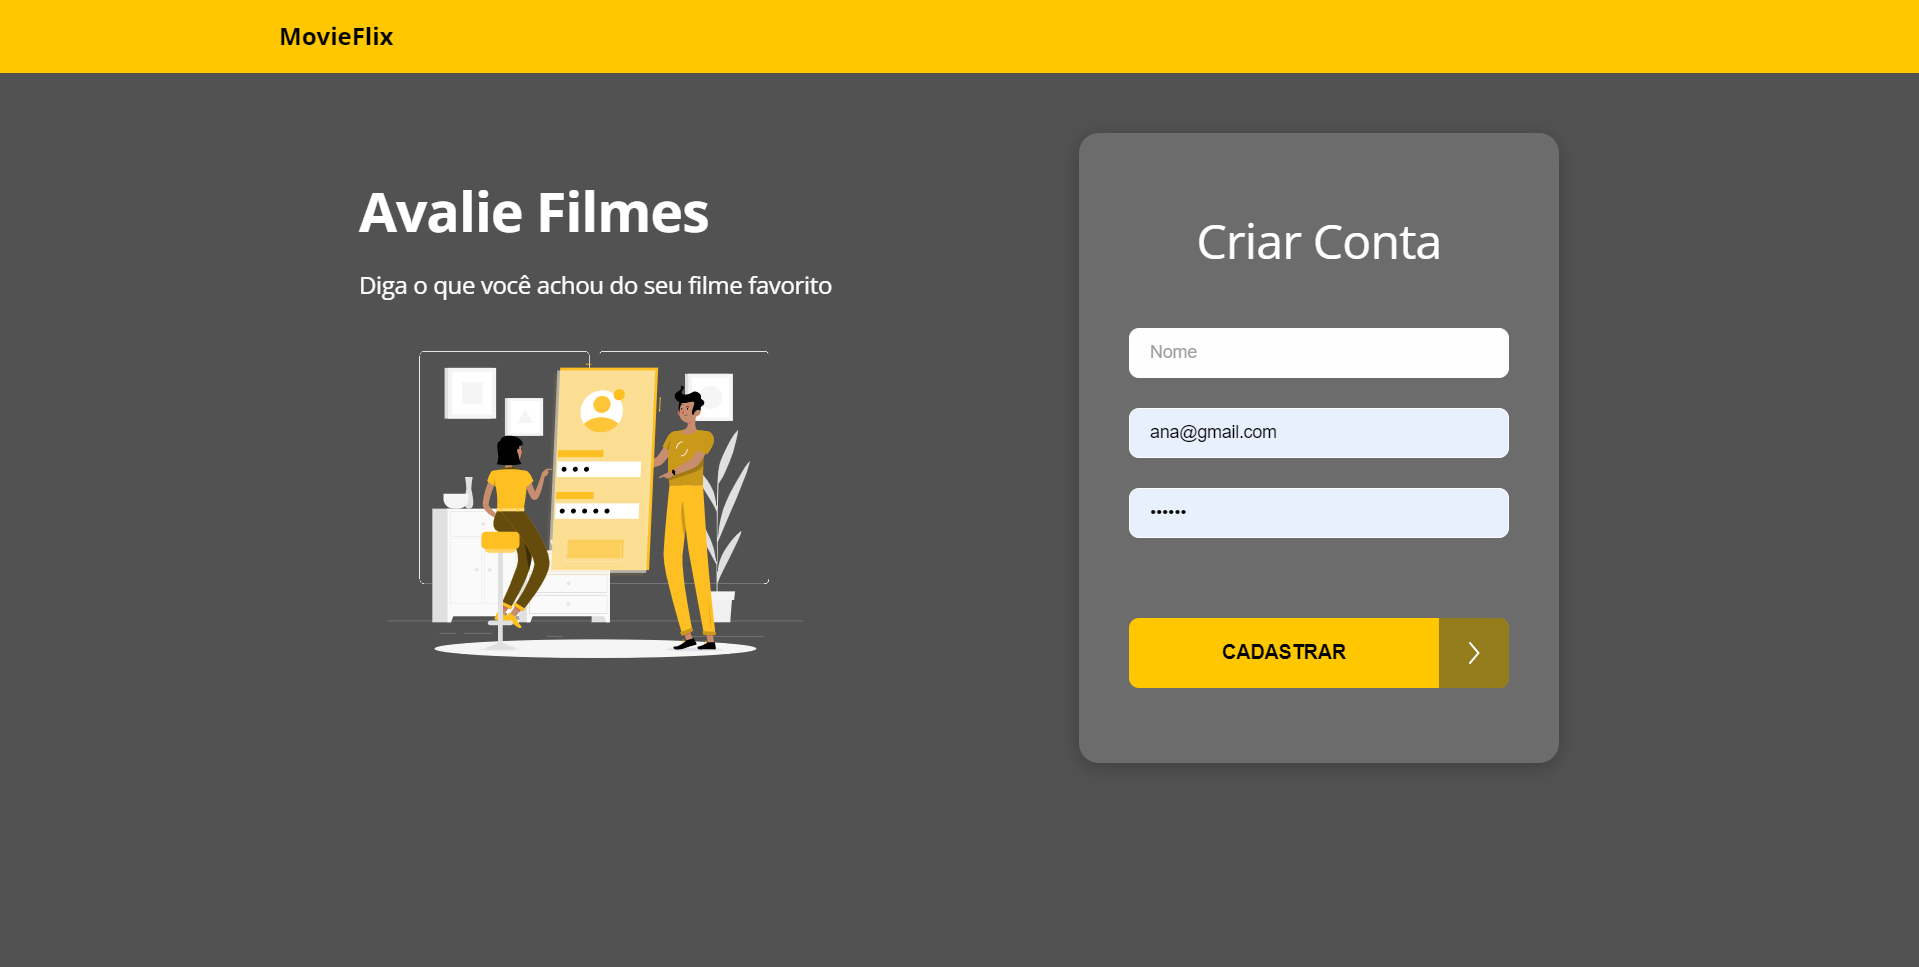 MovieFlix
Avalie Filmes
Diga o que você achou do seu filme favorito
Criar Conta
Nome
ana@gmail.com
••••••
CADASTRAR